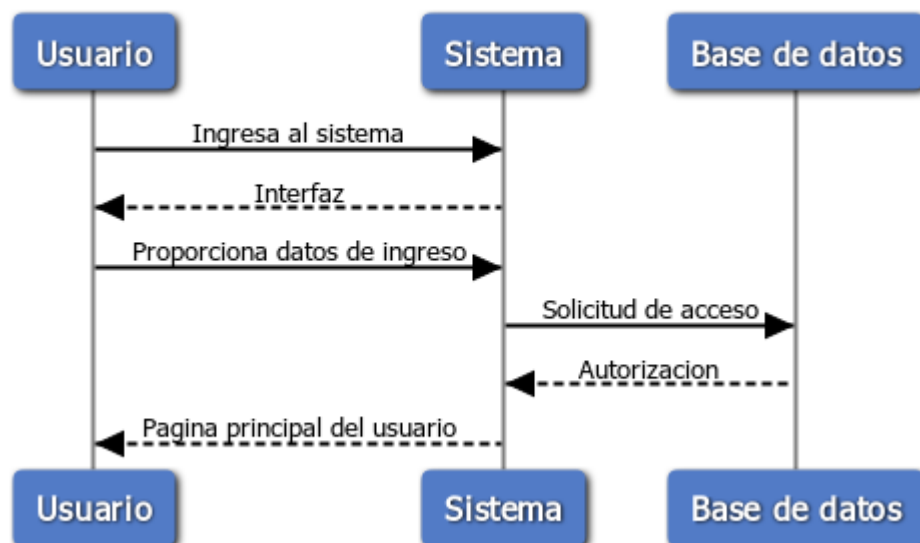 Usuario
Sistema
Base de datos
Ingresa al sistema
Interfaz
Proporciona datos de ingreso
Solicitud de acceso
Autorizacion
Pagina principal del usuario
Usuario
Sistema
Base de datos